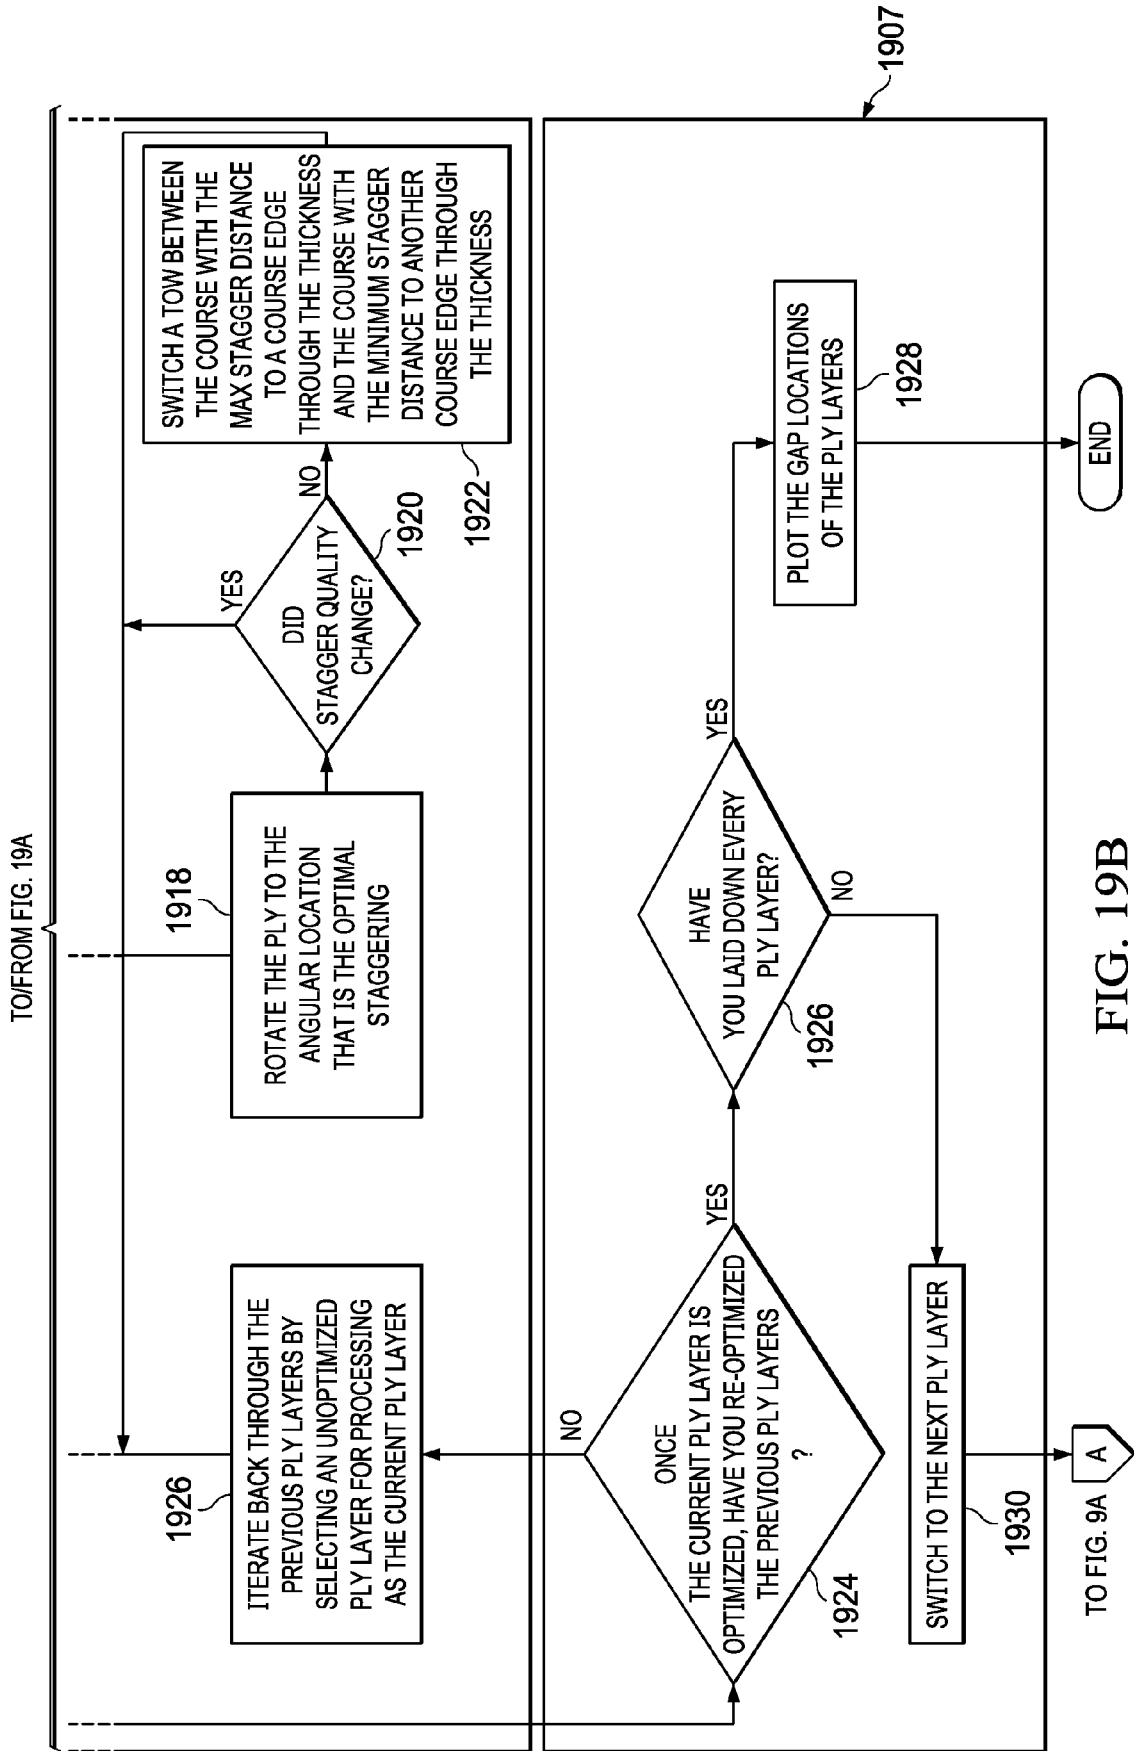 TO/FROM FIG. 19A
ITERATE BACK THROUGH THE
PREVIOUS PLY LAYERS BY
SELECTING AN UNOPTIMIZED
PLY LAYER FOR PROCESSING
AS THE CURRENT PLY LAYER
1926
1918
ROTATE THE PLY TO THE
ANGULAR LOCATION
THAT IS THE OPTIMAL
STAGGERING
DID
STAGGER QUALITY
CHANGE?
YES
NO
1920
SWITCH A TOW BETWEEN
THE COURSE WITH THE
MAX STAGGER DISTANCE
TO A COURSE EDGE
THROUGH THE THICKNESS
AND THE COURSE WITH
THE MINIMUM STAGGER
DISTANCE TO ANOTHER
COURSE EDGE THROUGH
THE THICKNESS
1922
1907
NO
ONCE
THE CURRENT PLY LAYER IS
OPTIMIZED, HAVE YOU RE-OPTIMIZED
THE PREVIOUS PLY LAYERS
?
YES
1924
HAVE
YOU LAID DOWN EVERY
PLY LAYER?
YES
NO
1926
PLOT THE GAP LOCATIONS
OF THE PLY LAYERS
1928
SWITCH TO THE NEXT PLY LAYER
1930
TO FIG. 9A
A
END
FIG. 19B